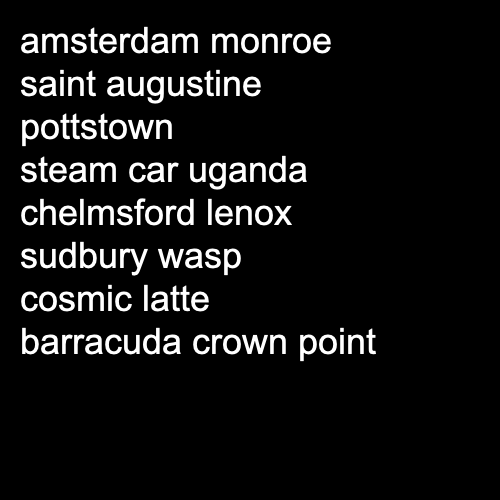 amsterdam monroe
saint augustine
pottstown
steam car uganda
chelmsford lenox
sudbury wasp
cosmic latte
barracuda crown point